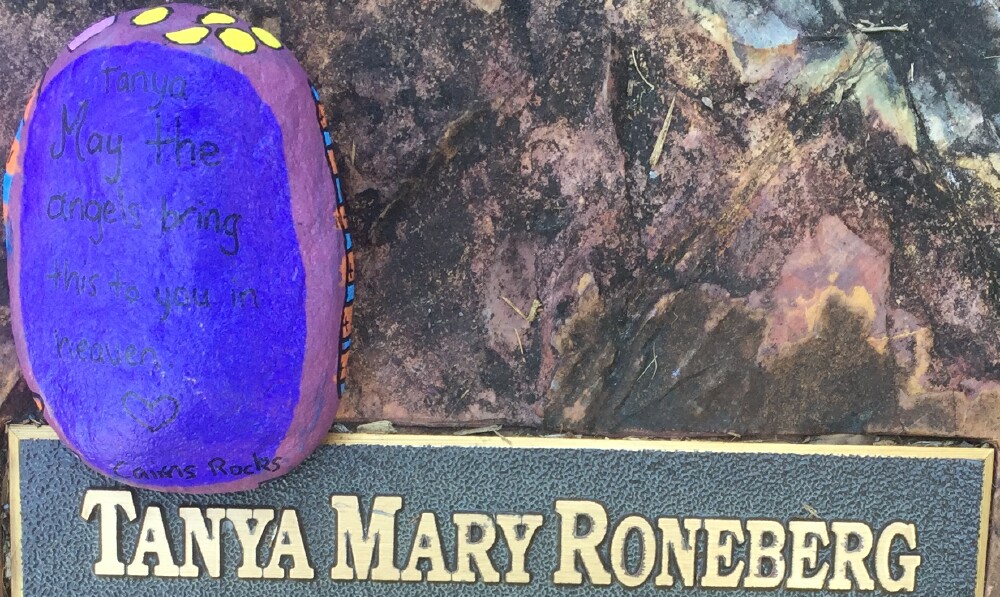 Tanya
May the
angels bring
this to you in
heaven
Cairns Rocks
TANYA MARY RONEBERG